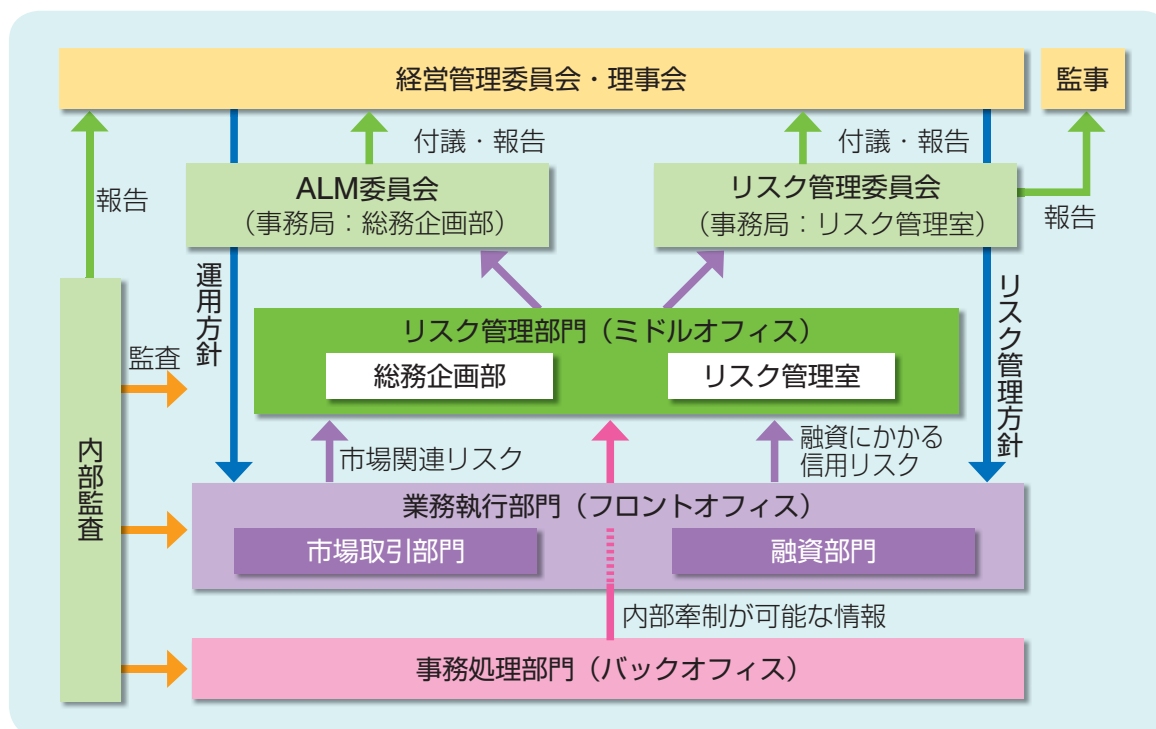 経営管理委員会・理事会
監事
付議・報告
付議・報告
報告
ALM委員会
（事務局：総務企画部）
リスク管理委員会
（事務局：リスク管理室）
報告
運用方針
リスク管理方針
リスク管理部門（ミドルオフィス）
総務企画部
リスク管理室
監査
内部監査
市場関連リスク
融資にかかる
信用リスク
業務執行部門（フロントオフィス）
市場取引部門
融資部門
内部牽制が可能な情報
事務処理部門（バックオフィス）